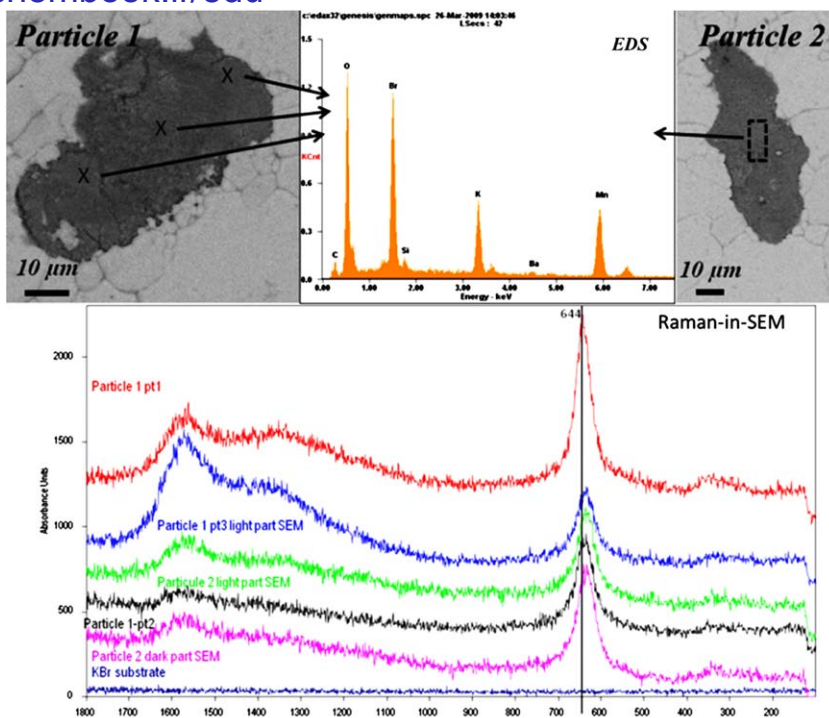 Particle 1
c:\edax32\genesis\genmaps.spc 26-Mar-2009 14:03:46
LSecs : 42
EDS
Particle 2
1.5
1.2
KCnt
0.6
0.3
0.0
O
Br
K
Mn
C
Si
Ba
X
X
X
0.00 1.00 2.00 3.00 4.00 5.00 6.00 7.00
Energy - keV
10 µm
10 µm
644
Raman-in-SEM
2000
1500
1000
500
0
Absorbance Units
Particle 1 pt1
Particle 1 pt3 light part SEM
Particule 2 light part SEM
Particle 1-pt2
Particle 2 dark part SEM
KBr substrate
1800 1700 1600 1500 1400 1300 1200 1100 1000 900 800 700 600 500 400 300 200